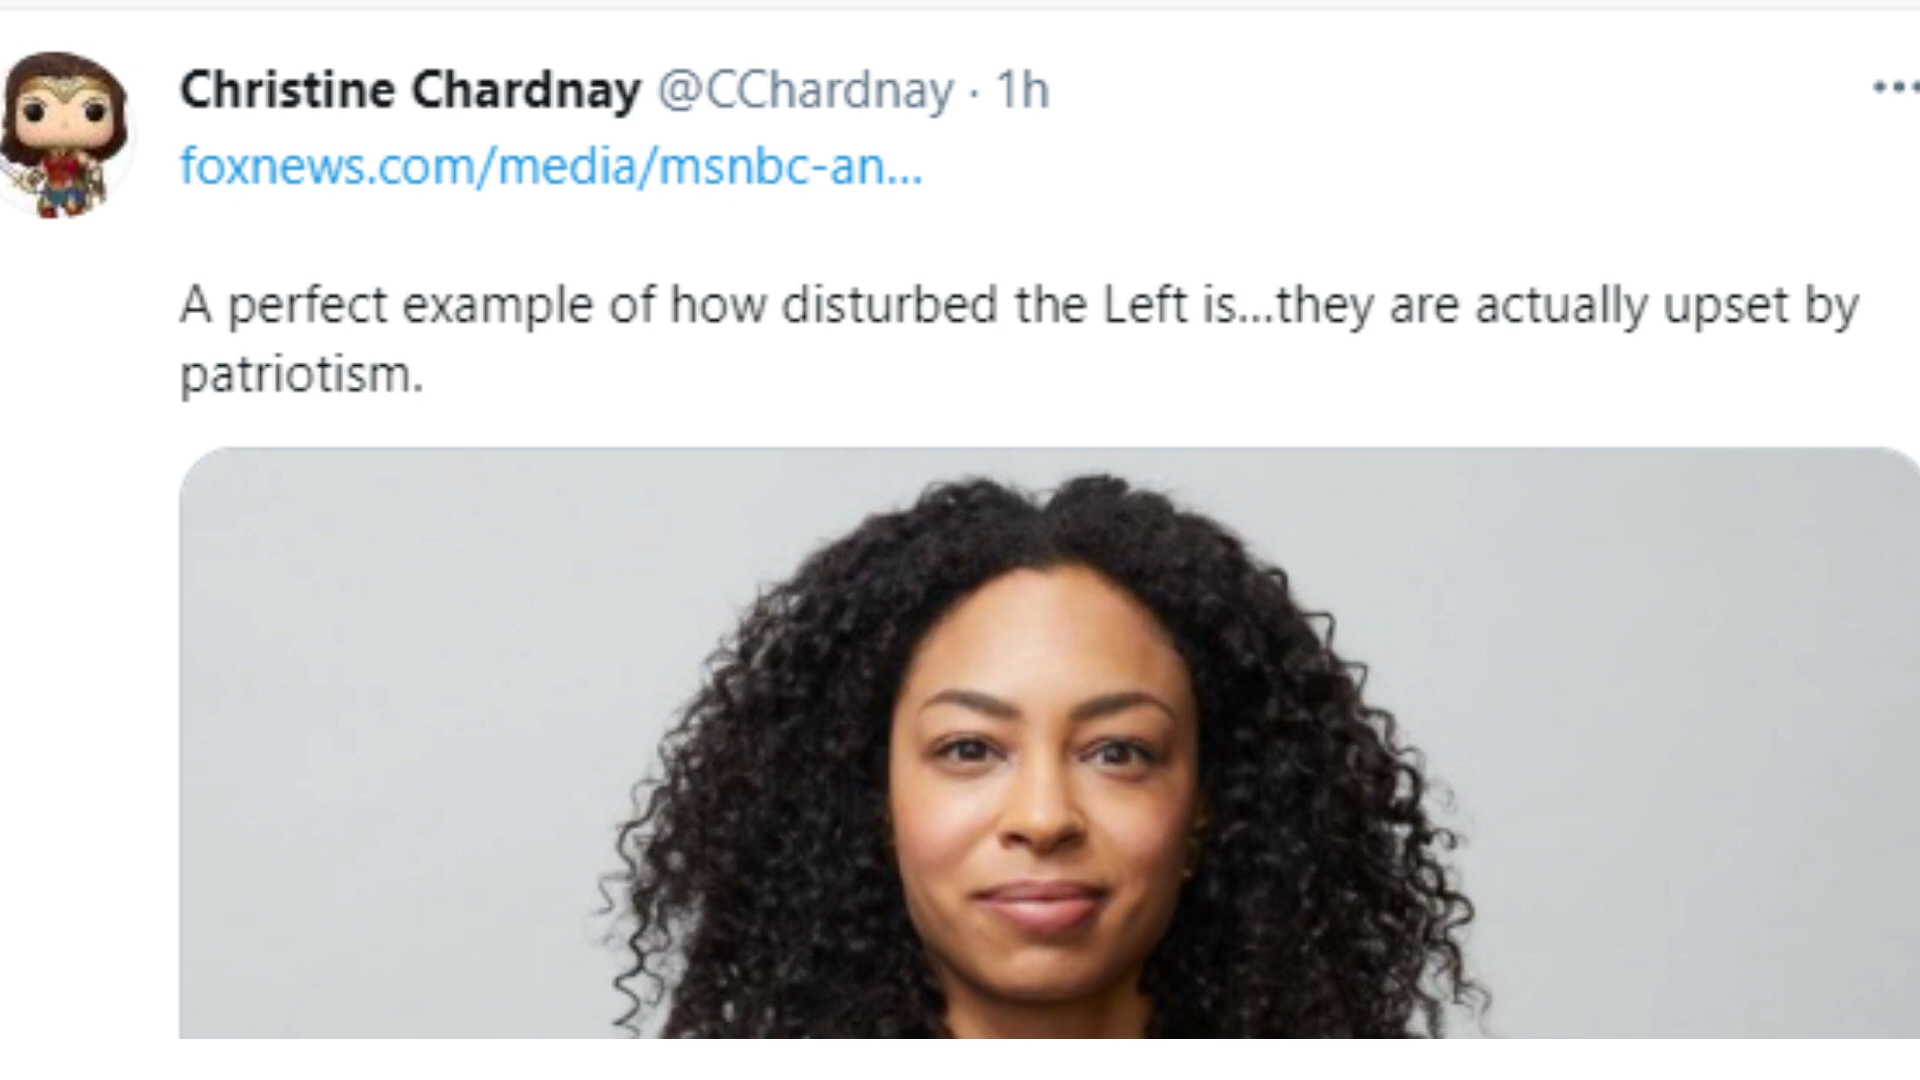 Christine Chardnay @CChardnay · 1h
foxnews.com/media/msnbc-an...
A perfect example of how disturbed the Left is...they are actually upset by
patriotism.